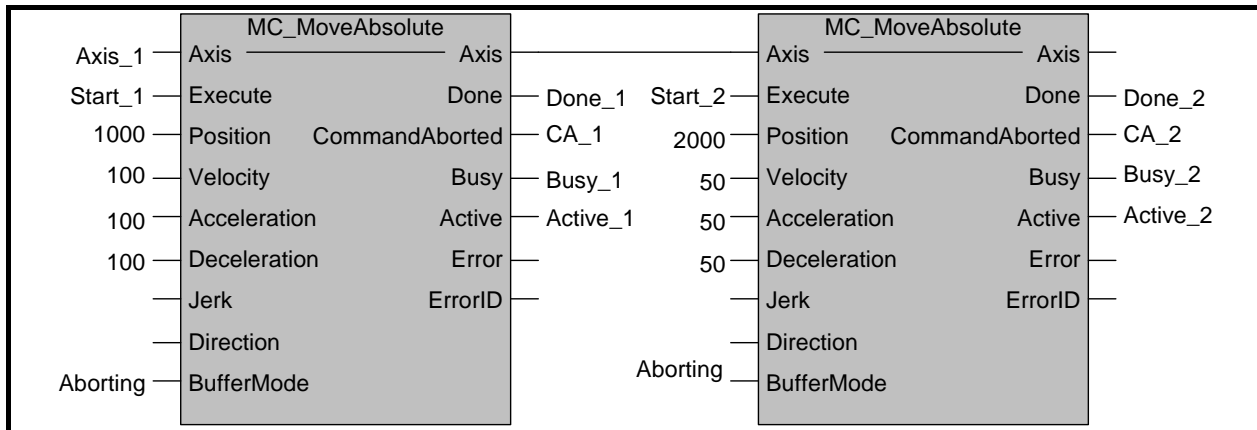 MC_MoveAbsolute MC_MoveAbsolute
Axis_1 Axis Axis Axis Axis
Start_1 Execute Done Done_1 Start_2 Execute Done Done_2
1000 Position CommandAborted CA_1 2000 Position CommandAborted CA_2
100 Velocity Busy Busy_1 50 Velocity Busy Busy_2
100 Acceleration Active Active_1 50 Acceleration Active Active_2
100 Deceleration Error 50 Deceleration Error
Jerk ErrorID Jerk ErrorID
Direction Direction
Aborting BufferMode Aborting BufferMode